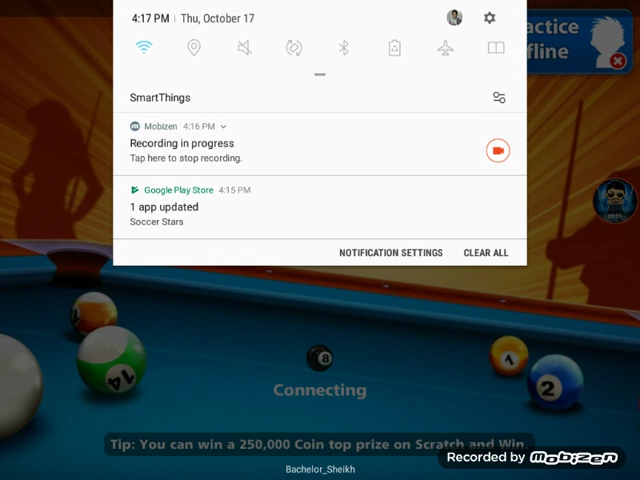 4:17 PM | Thu, October 17
actice
fline
SmartThings
Mobizen 4:16 PM
Recording in progress
Tap here to stop recording.
Google Play Store 4:15 PM
1 app updated
Soccer Stars
NOTIFICATION SETTINGS CLEAR ALL
8
1
14
2
Connecting
Tip: You can win a 250,000 Coin top prize on Scratch and Win.
Recorded by Mobizen
Bachelor_Sheikh